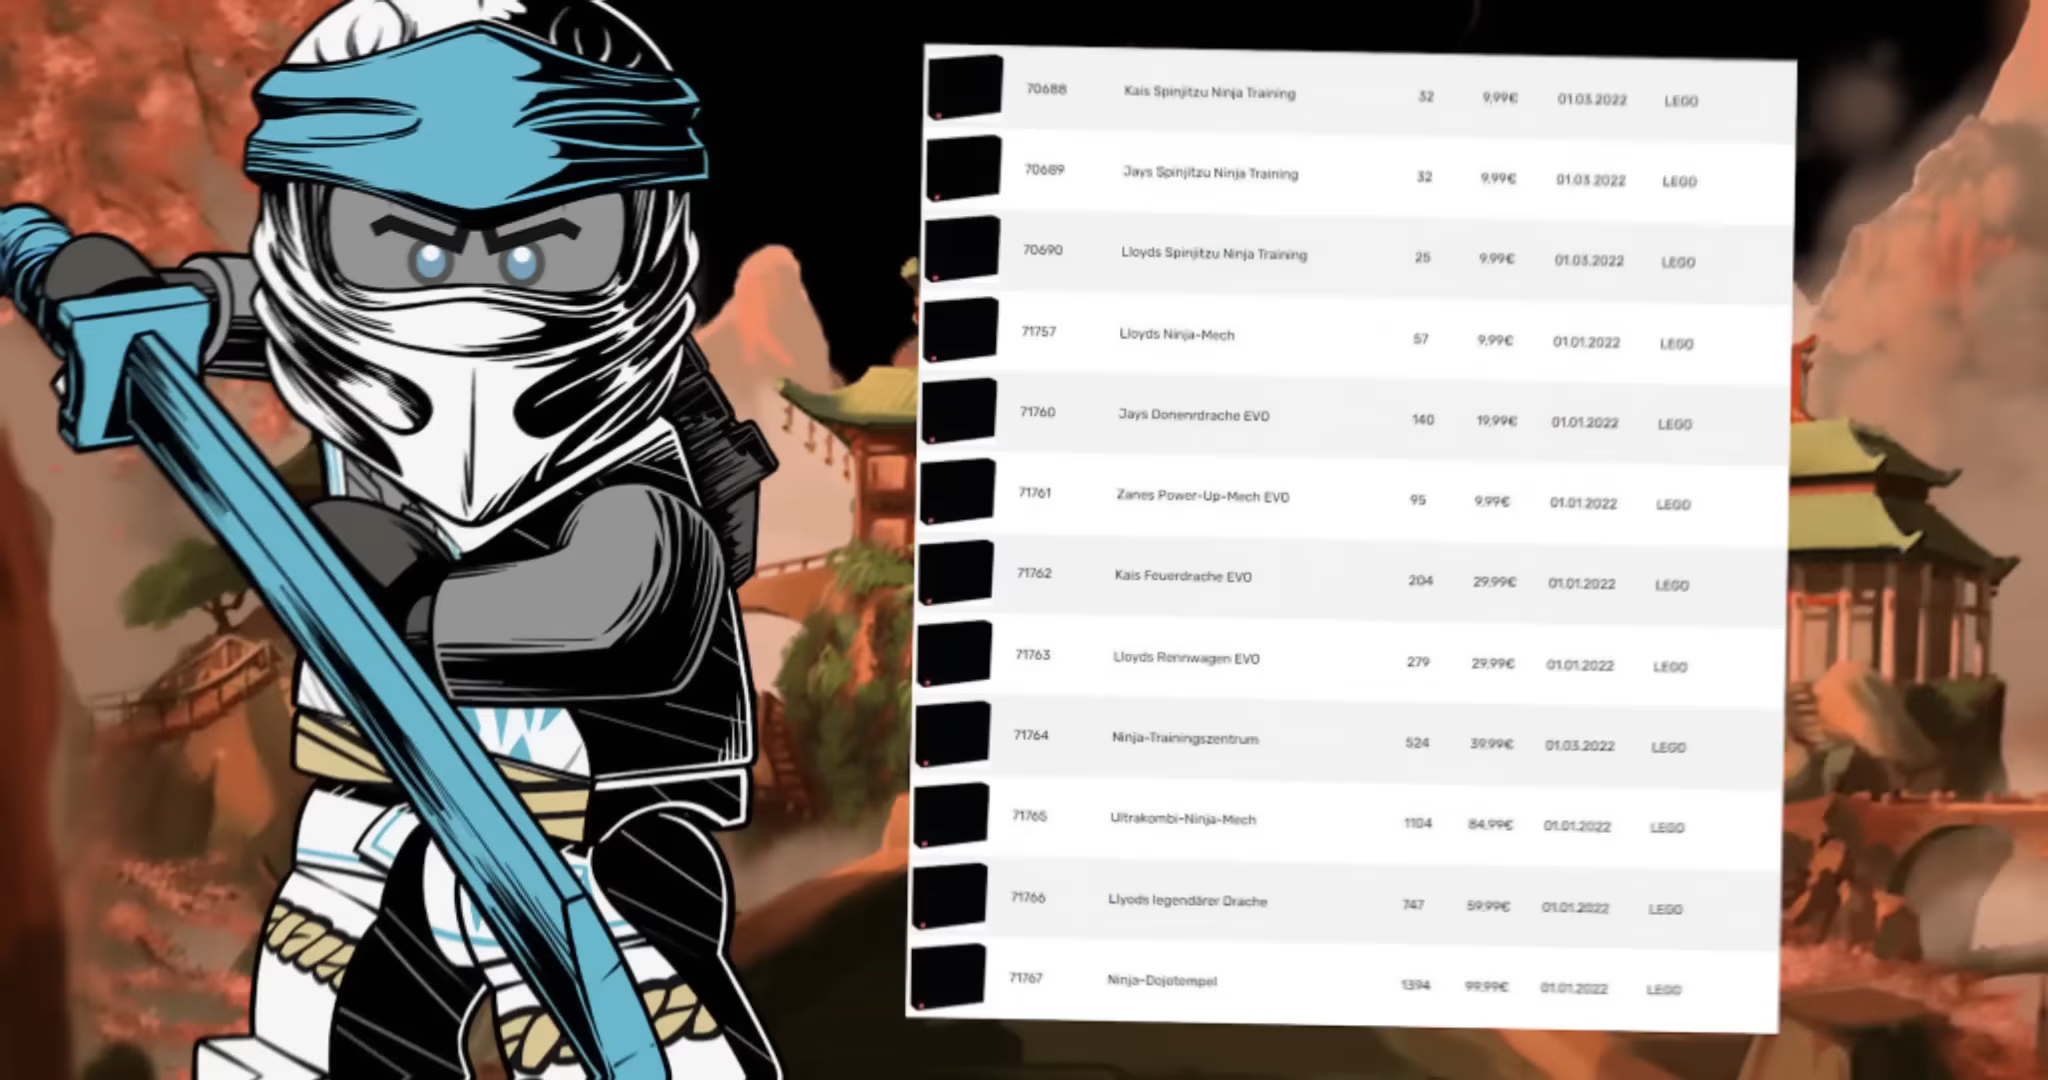 70688 Kais Spinjitzu Ninja Training 32 9,99€ 01.03.2022 LEGO
70689 Jays Spinjitzu Ninja Training 32 9,99€ 01.03.2022 LEGO
70690 Lloyds Spinjitzu Ninja Training 25 9,99€ 01.03.2022 LEGO
71757 Lloyds Ninja-Mech 57 9,99€ 01.01.2022 LEGO
71760 Jays Donenrdrache EVO 140 19,99€ 01.01.2022 LEGO
71761 Zanes Power-Up-Mech EVO 95 9,99€ 01.01.2022 LEGO
71762 Kais Feuerdrache EVO 204 29,99€ 01.01.2022 LEGO
71763 Lloyds Rennwagen EVO 279 29,99€ 01.01.2022 LEGO
71764 Ninja-Trainingszentrum 524 39,99€ 01.03.2022 LEGO
71765 Ultrakombi-Ninja-Mech 1104 84,99€ 01.01.2022 LEGO
71766 Llyods legendärer Drache 747 59,99€ 01.01.2022 LEGO
71767 Ninja-Dojotempel 1394 99,99€ 01.01.2022 LEGO